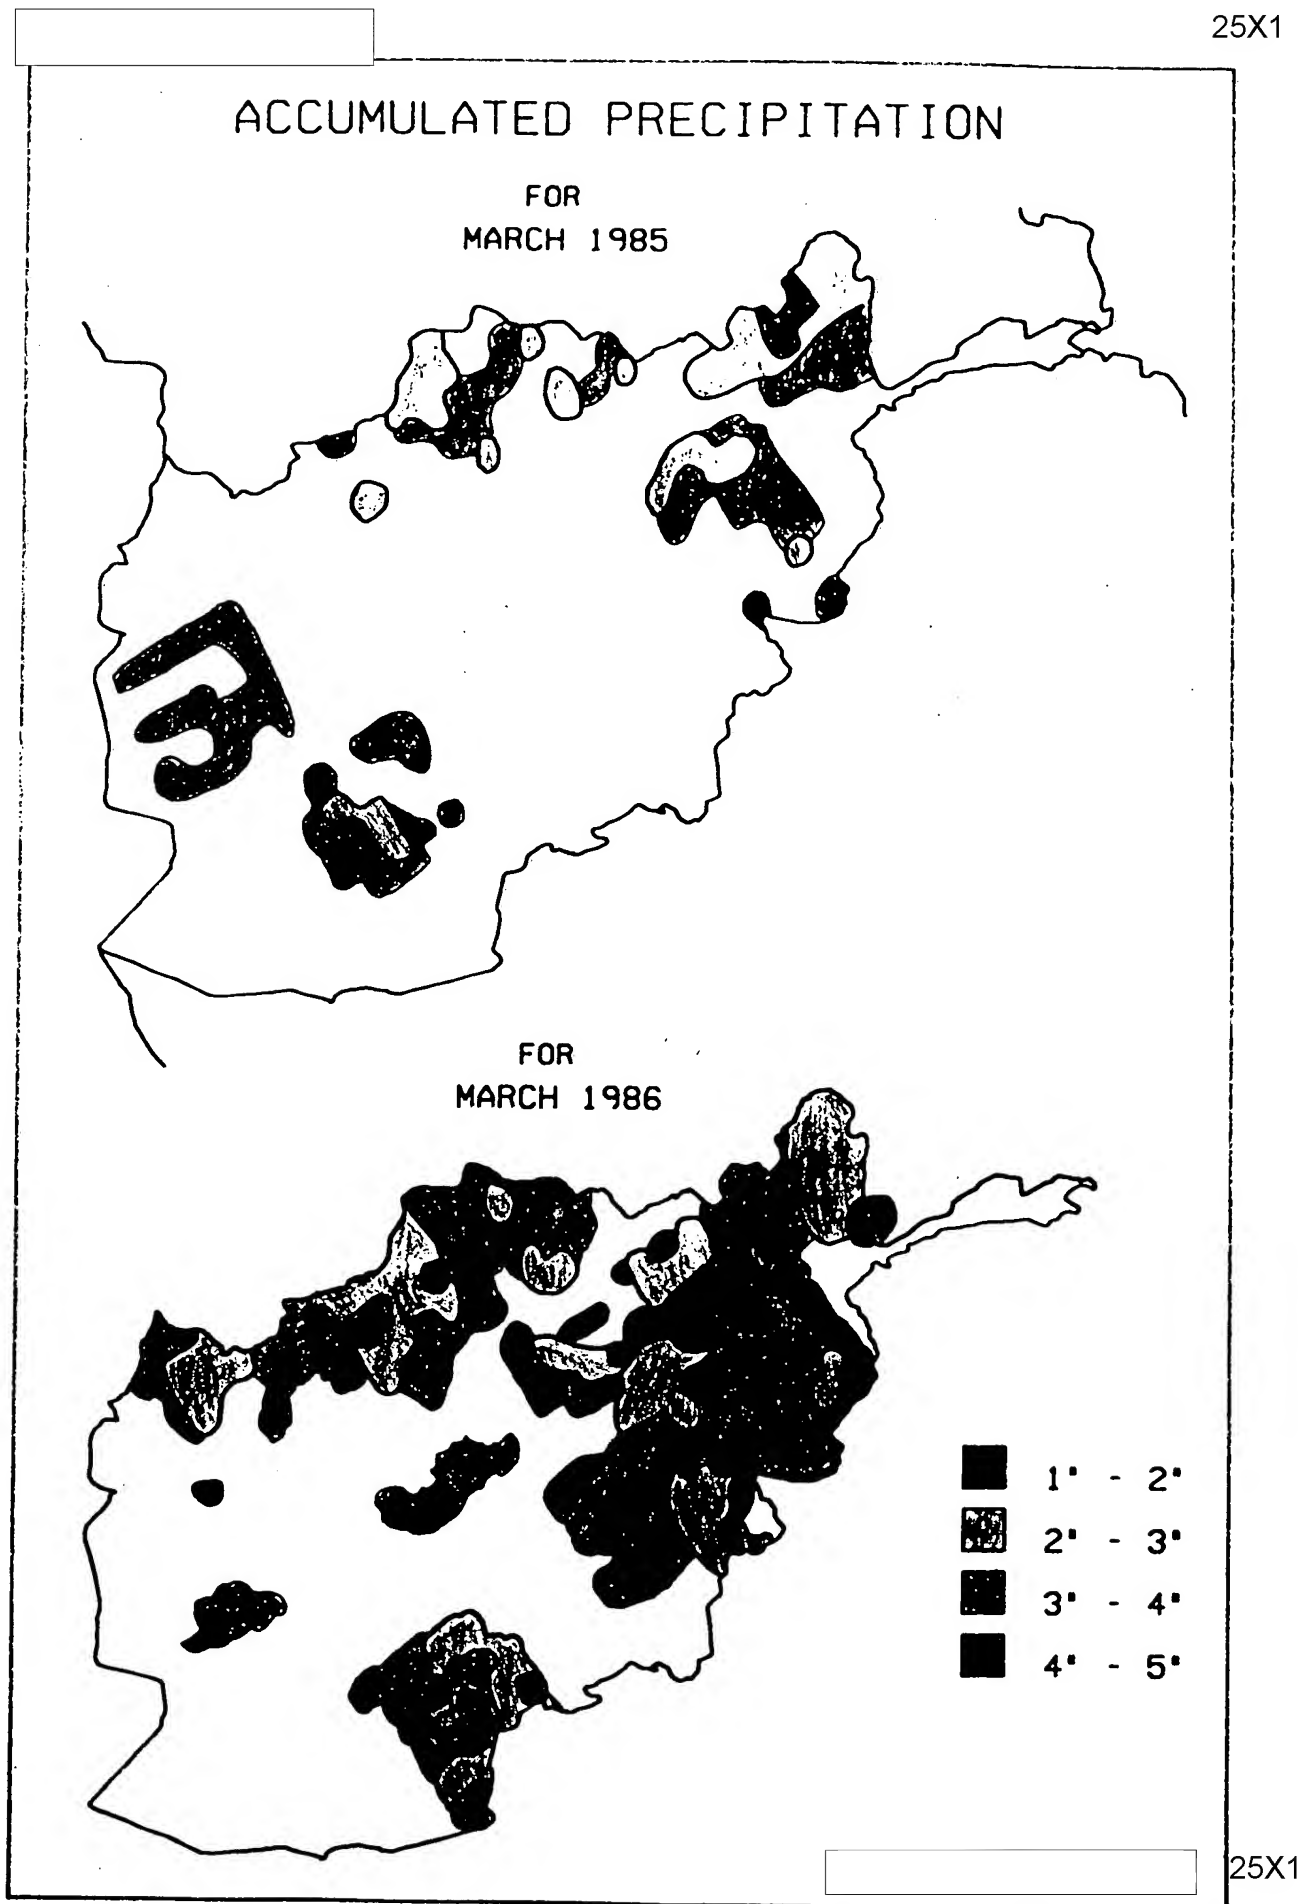 25X1
ACCUMULATED PRECIPITATION
FOR
MARCH 1985
FOR
MARCH 1986
1" - 2"
2" - 3"
3" - 4"
4" - 5"
25X1